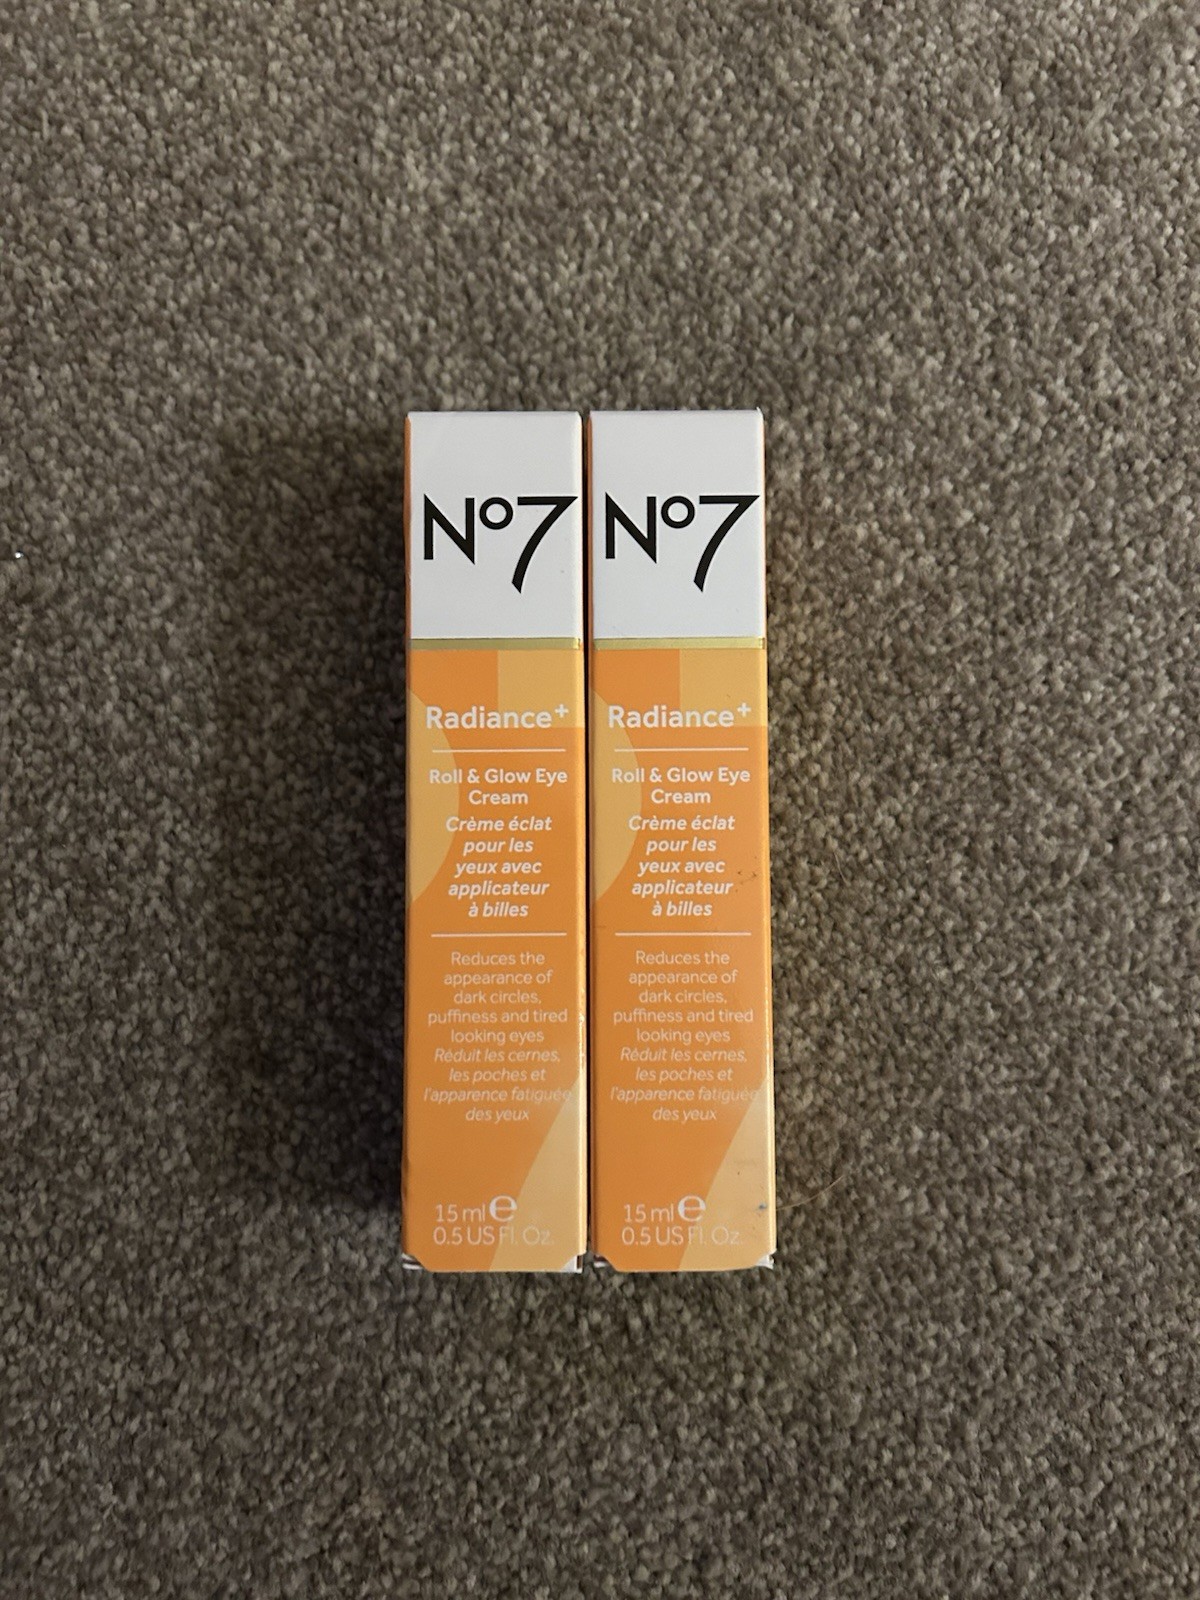 Nº7
Radiance+
Roll & Glow Eye
Cream
Crème éclat
pour les
yeux avec
applicateur
à billes
Reduces the
appearance of
dark circles,
puffiness and tired
looking eyes
Réduit les cernes,
les poches et
l'apparence fatiguée
des yeux
15 ml e
0.5 US Fl. Oz.
Nº7
Radiance+
Roll & Glow Eye
Cream
Crème éclat
pour les
yeux avec
applicateur
à billes
Reduces the
appearance of
dark circles,
puffiness and tired
looking eyes
Réduit les cernes,
les poches et
l'apparence fatiguée
des yeux
15 ml e
0.5 US Fl. Oz.